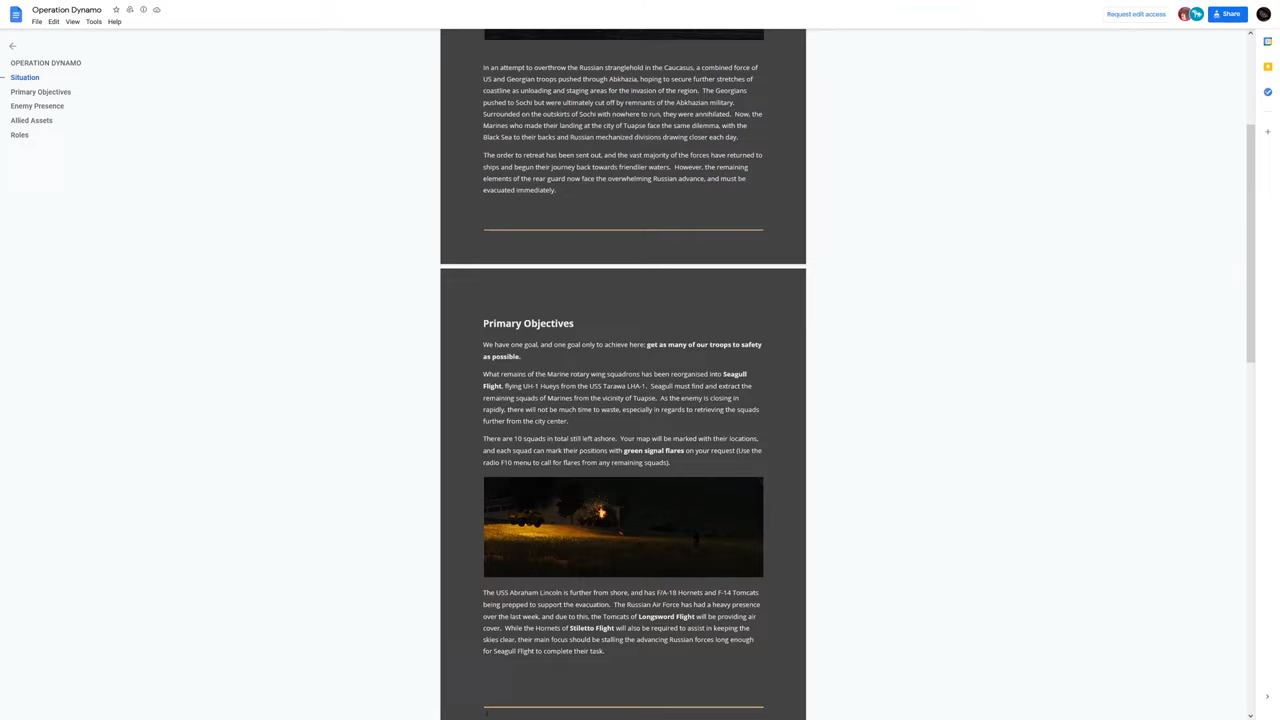 Operation Dynamo
File Edit View Tools Help
Request edit access
Share
OPERATION DYNAMO
Situation
Primary Objectives
Enemy Presence
Allied Assets
Roles
In an attempt to overthrow the Russian stranglehold in the Caucasus, a combined force of
US and Georgian troops pushed through Abkhazia, hoping to secure further stretches of
coastline as unloading and staging areas for the invasion of the region. The Georgians
pushed to Sochi but were ultimately cut off by remnants of the Abkhazian military.
Surrounded on the outskirts of Sochi with nowhere to run, they were annihilated. Now, the
Marines who made their landing at the city of Tuapse face the same dilemma, with the
Black Sea to their backs and Russian mechanized divisions drawing closer each day.
The order to retreat has been sent out, and the vast majority of the forces have returned to
ships and begun their journey back towards friendlier waters. However, the remaining
elements of the rear guard now face the overwhelming Russian advance, and must be
evacuated immediately.
Primary Objectives
We have one goal, and one goal only to achieve here: get as many of our troops to safety
as possible.
What remains of the Marine rotary wing squadrons has been reorganised into Seagull
Flight, flying UH-1 Hueys from the USS Tarawa LHA-1. Seagull must find and extract the
remaining squads of Marines from the vicinity of Tuapse. As the enemy is closing in
rapidly, there will not be much time to waste, especially in regards to retrieving the squads
further from the city center.
There are 10 squads in total still left ashore. Your map will be marked with their locations,
and each squad can mark their positions with green signal flares on your request (Use the
radio F10 menu to call for flares from any remaining squads).
The USS Abraham Lincoln is further from shore, and has F/A-18 Hornets and F-14 Tomcats
being prepped to support the evacuation. The Russian Air Force has had a heavy presence
over the last week, and due to this, the Tomcats of Longsword Flight will be providing air
cover. While the Hornets of Stiletto Flight will also be required to assist in keeping the
skies clear, their main focus should be stalling the advancing Russian forces long enough
for Seagull Flight to complete their task.